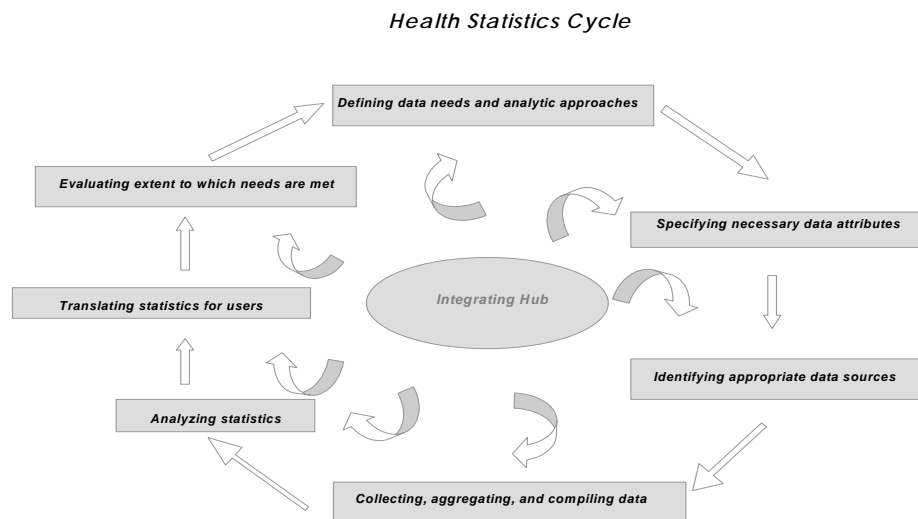 Health Statistics Cycle
Defining data needs and analytic approaches
Evaluating extent to which needs are met
Specifying necessary data attributes
Integrating Hub
Translating statistics for users
Identifying appropriate data sources
Analyzing statistics
Collecting, aggregating, and compiling data